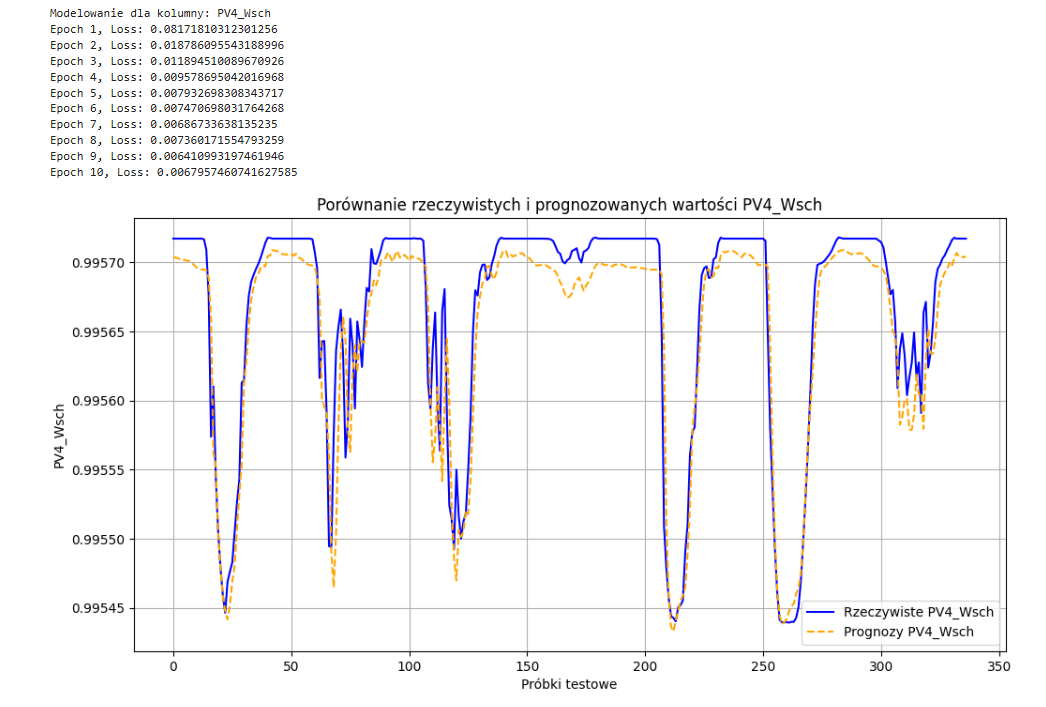 Modelowanie dla kolumny: PV4_Wsch
Epoch 1, Loss: 0.08171810312301256
Epoch 2, Loss: 0.018786095543188996
Epoch 3, Loss: 0.011894510089670926
Epoch 4, Loss: 0.009578695042016968
Epoch 5, Loss: 0.007932698308343717
Epoch 6, Loss: 0.007470698031764268
Epoch 7, Loss: 0.00686733638135235
Epoch 8, Loss: 0.007360171554793259
Epoch 9, Loss: 0.006410993197461946
Epoch 10, Loss: 0.0067957460741627585
Porównanie rzeczywistych i prognozowanych wartości PV4_Wsch
0.99570
0.99565
0.99560
0.99555
0.99550
0.99545
PV4_Wsch
Rzeczywiste PV4_Wsch
Prognozy PV4_Wsch
0 50 100 150 200 250 300 350
Próbki testowe